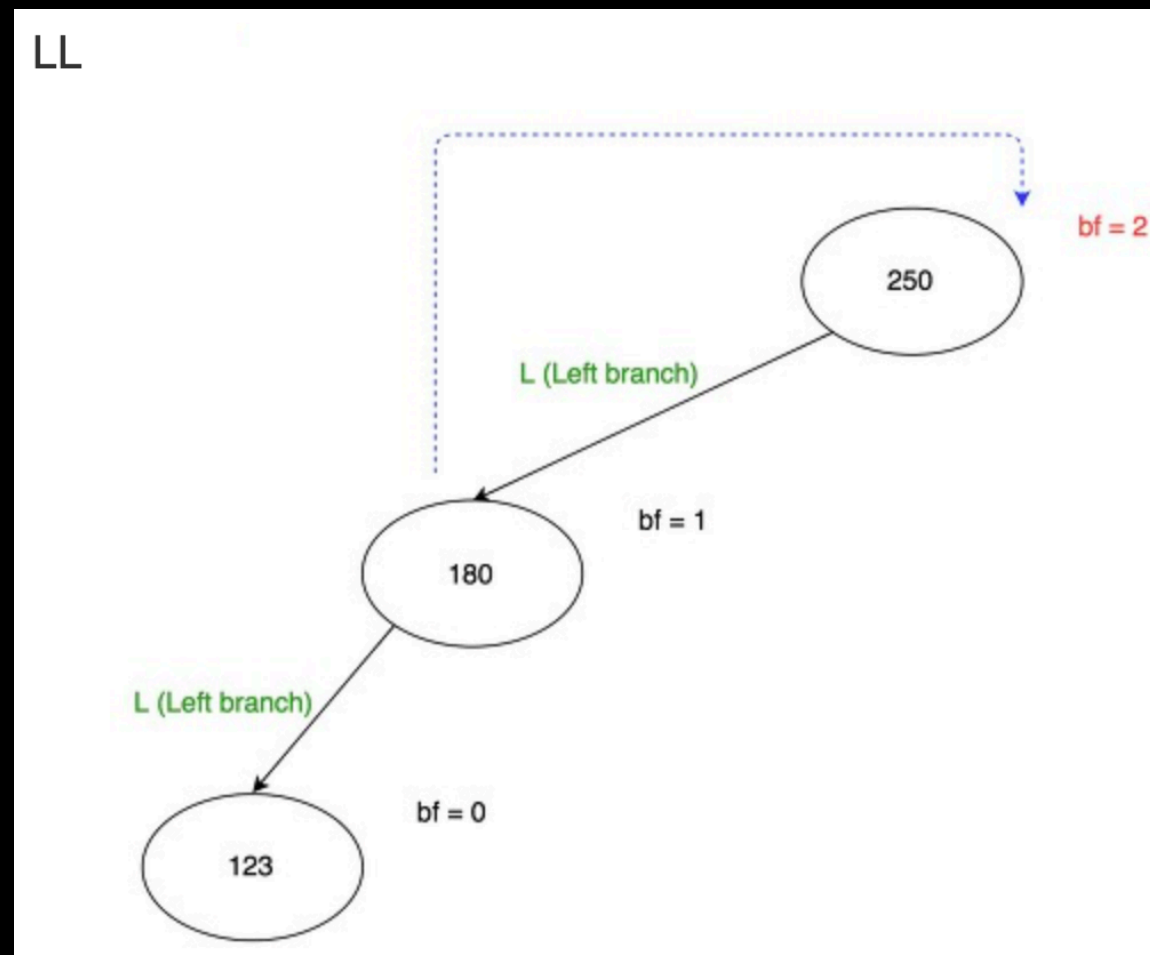 LL
bf = 2
250
L (Left branch)
bf = 1
180
L (Left branch)
bf = 0
123